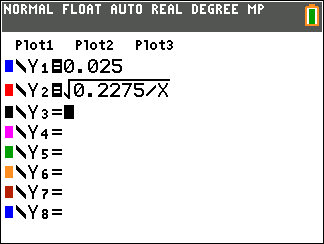 NORMAL FLOAT AUTO REAL DEGREE MP
Plot1 Plot2 Plot3
\Y1=0.025
\Y2=√0.2275/X
\Y3=
\Y4=
\Y5=
\Y6=
\Y7=
\Y8=